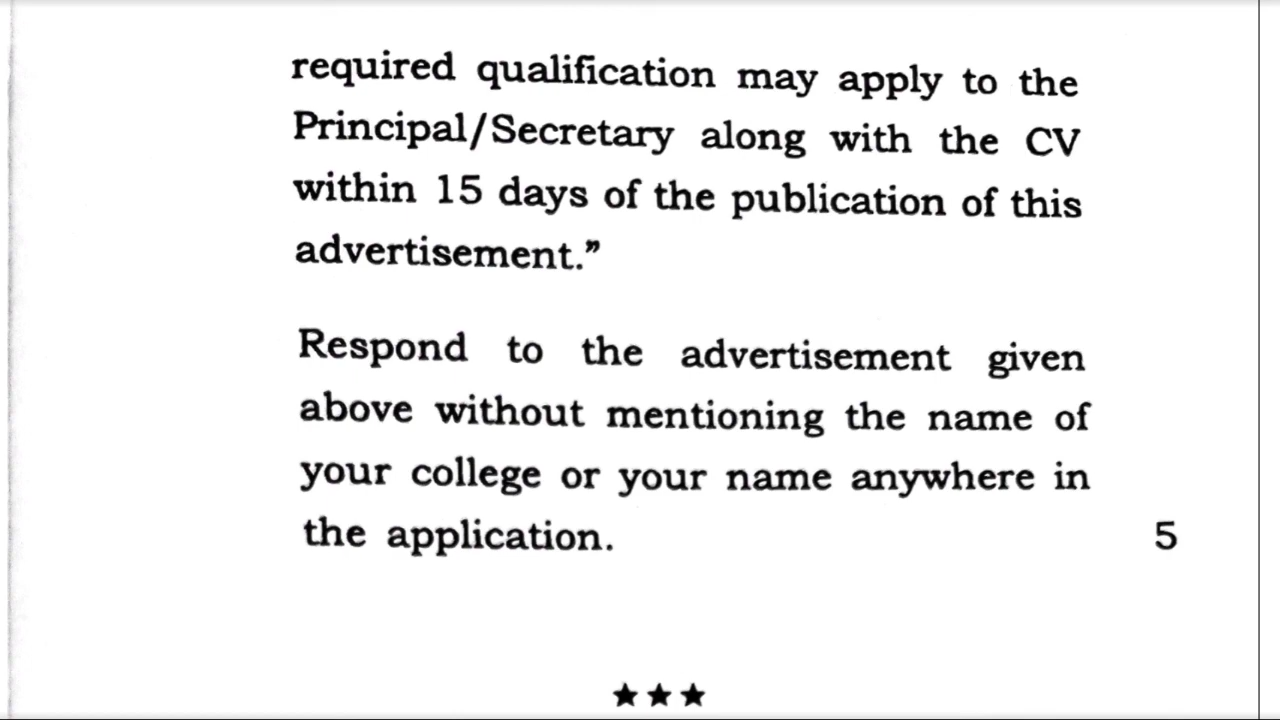 required qualification may apply to the
Principal/Secretary along with the CV
within 15 days of the publication of this
advertisement.”
Respond to the advertisement given
above without mentioning the name of
your college or your name anywhere in
the application. 5
★★★